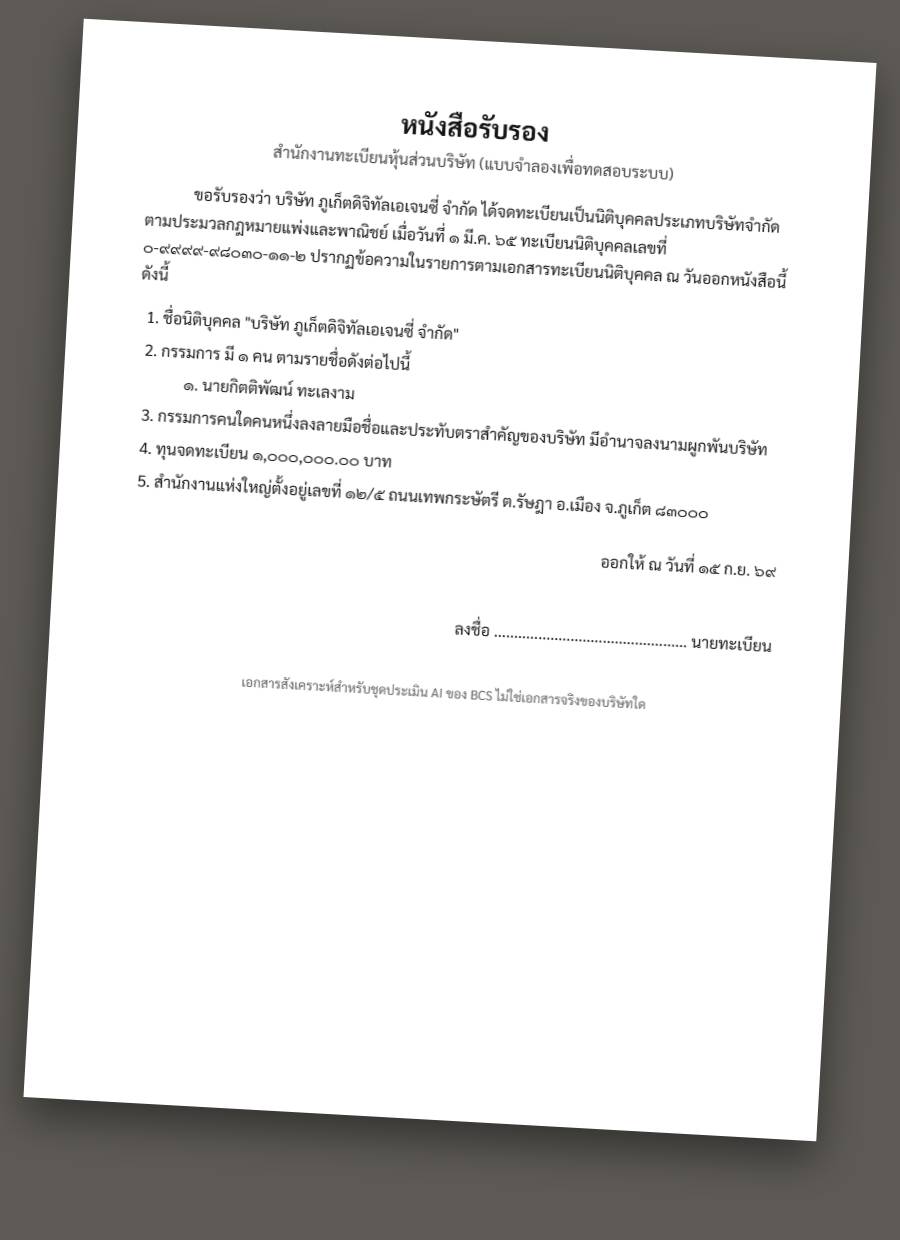 หนังสือรับรอง
สำนักงานทะเบียนหุ้นส่วนบริษัท (แบบจำลองเพื่อทดสอบระบบ)
ขอรับรองว่า บริษัท ภูเก็ตดิจิทัลเอเจนซี่ จำกัด ได้จดทะเบียนเป็นนิติบุคคลประเภทบริษัทจำกัด
ตามประมวลกฎหมายแพ่งและพาณิชย์ เมื่อวันที่ ๑ มี.ค. ๖๕ ทะเบียนนิติบุคคลเลขที่
๐-๙๙๙๙-๙๘๐๓๐-๑๑-๒ ปรากฏข้อความในรายการตามเอกสารทะเบียนนิติบุคคล ณ วันออกหนังสือนี้
ดังนี้
1. ชื่อนิติบุคคล "บริษัท ภูเก็ตดิจิทัลเอเจนซี่ จำกัด"
2. กรรมการ มี ๑ คน ตามรายชื่อดังต่อไปนี้
๑. นายกิตติพัฒน์ ทะเลงาม
3. กรรมการคนใดคนหนึ่งลงลายมือชื่อและประทับตราสำคัญของบริษัท มีอำนาจลงนามผูกพันบริษัท
4. ทุนจดทะเบียน ๑,๐๐๐,๐๐๐.๐๐ บาท
5. สำนักงานแห่งใหญ่ตั้งอยู่เลขที่ ๑๒/๕ ถนนเทพกระษัตรี ต.รัษฎา อ.เมือง จ.ภูเก็ต ๘๓๐๐๐
ออกให้ ณ วันที่ ๑๕ ก.ย. ๖๙
ลงชื่อ ................................................ นายทะเบียน
เอกสารสังเคราะห์สำหรับชุดประเมิน AI ของ BCS ไม่ใช่เอกสารจริงของบริษัทใด